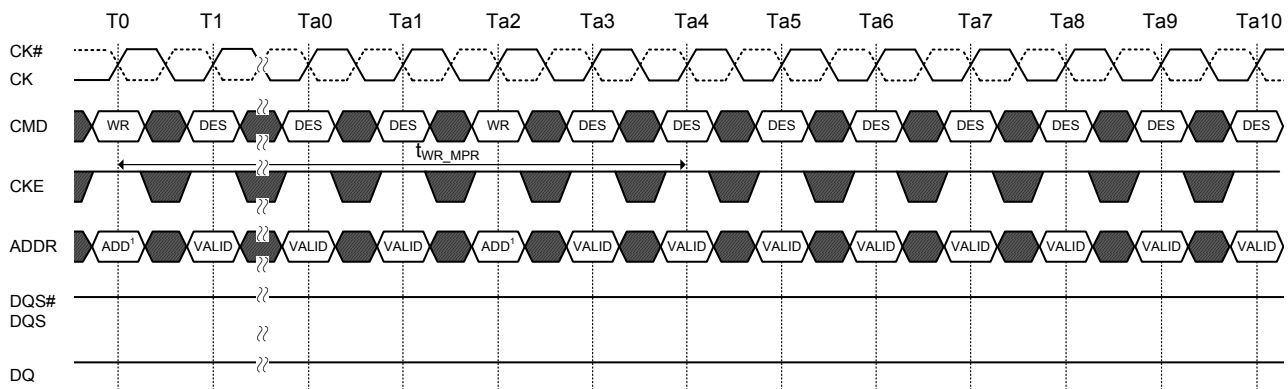 T0 T1 Ta0 Ta1 Ta2 Ta3 Ta4 Ta5 Ta6 Ta7 Ta8 Ta9 Ta10
CK#
CK
CMD WR DES DES DES WR DES DES DES DES DES DES DES DES
tWR_MPR
CKE
ADDR ADD¹ VALID VALID VALID ADD¹ VALID VALID VALID VALID VALID VALID VALID VALID
DQS#
DQS
DQ